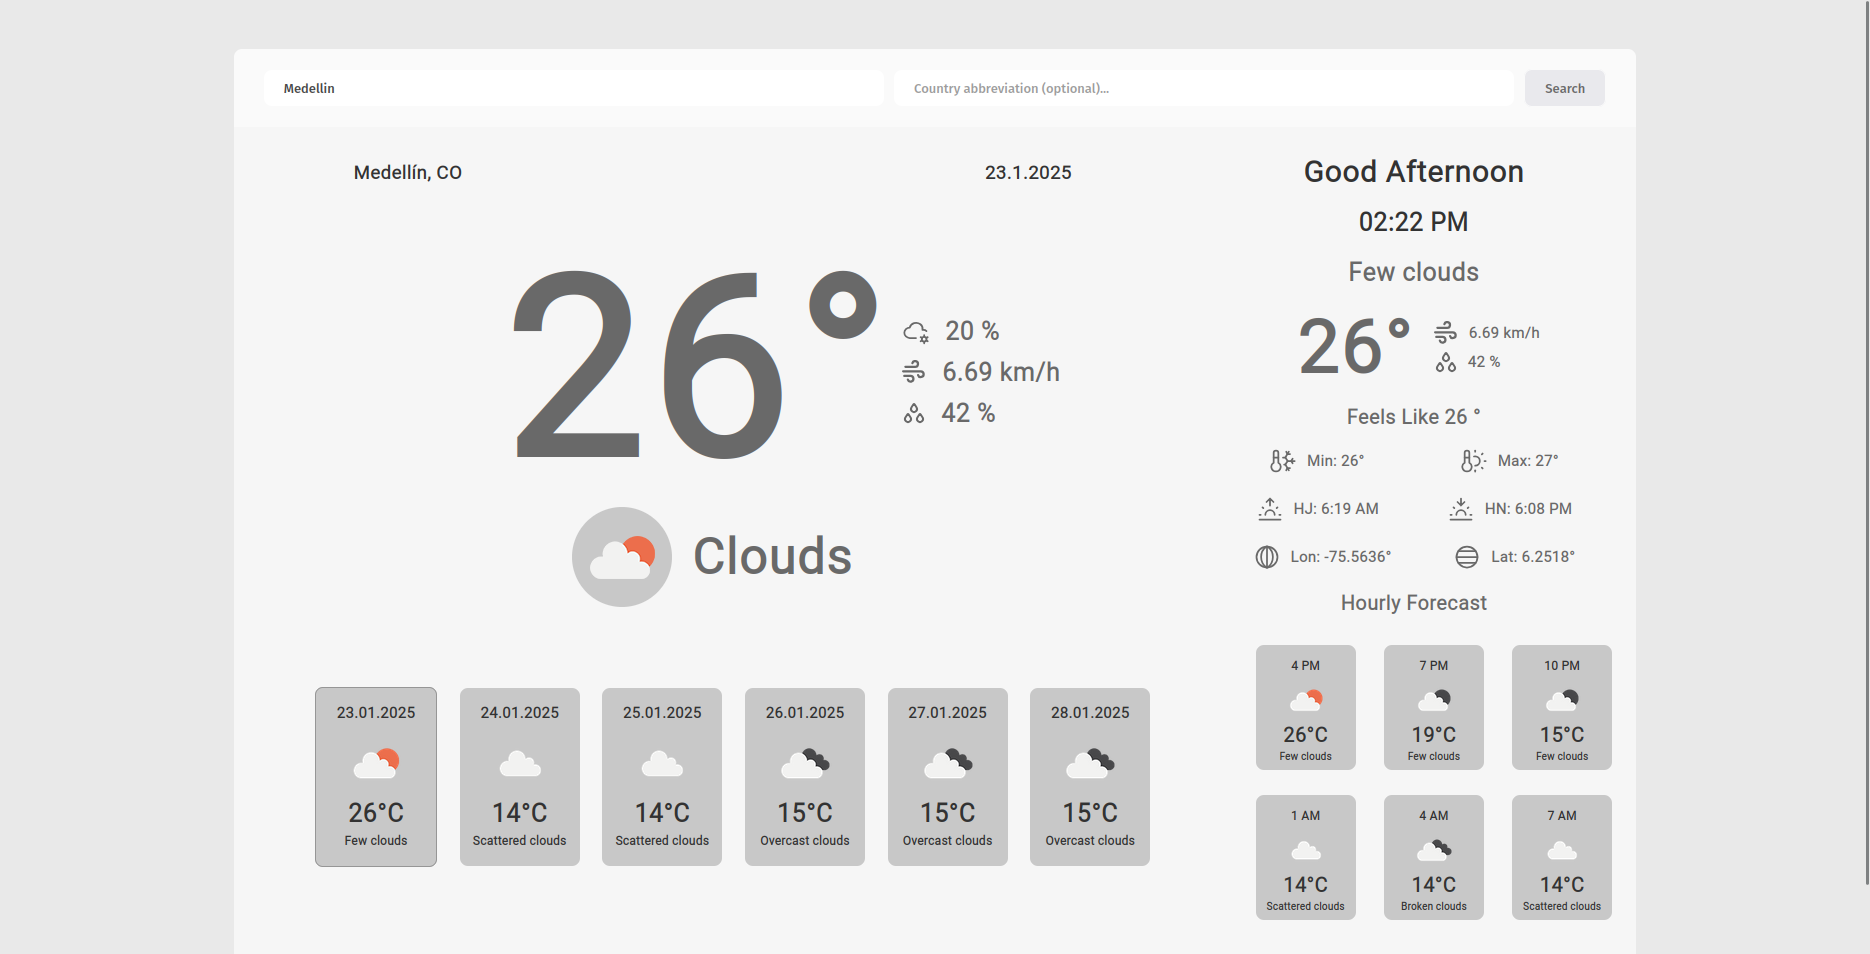 Medellin
Country abbreviation (optional)...
Search
Medellín, CO
23.1.2025
26°
20 %
6.69 km/h
42 %
Clouds
23.01.2025
26°C
Few clouds
24.01.2025
14°C
Scattered clouds
25.01.2025
14°C
Scattered clouds
26.01.2025
15°C
Overcast clouds
27.01.2025
15°C
Overcast clouds
28.01.2025
15°C
Overcast clouds
Good Afternoon
02:22 PM
Few clouds
26°
6.69 km/h
42 %
Feels Like 26 °
Min: 26°
Max: 27°
HJ: 6:19 AM
HN: 6:08 PM
Lon: -75.5636°
Lat: 6.2518°
Hourly Forecast
4 PM
26°C
Few clouds
7 PM
19°C
Few clouds
10 PM
15°C
Few clouds
1 AM
14°C
Scattered clouds
4 AM
14°C
Broken clouds
7 AM
14°C
Scattered clouds